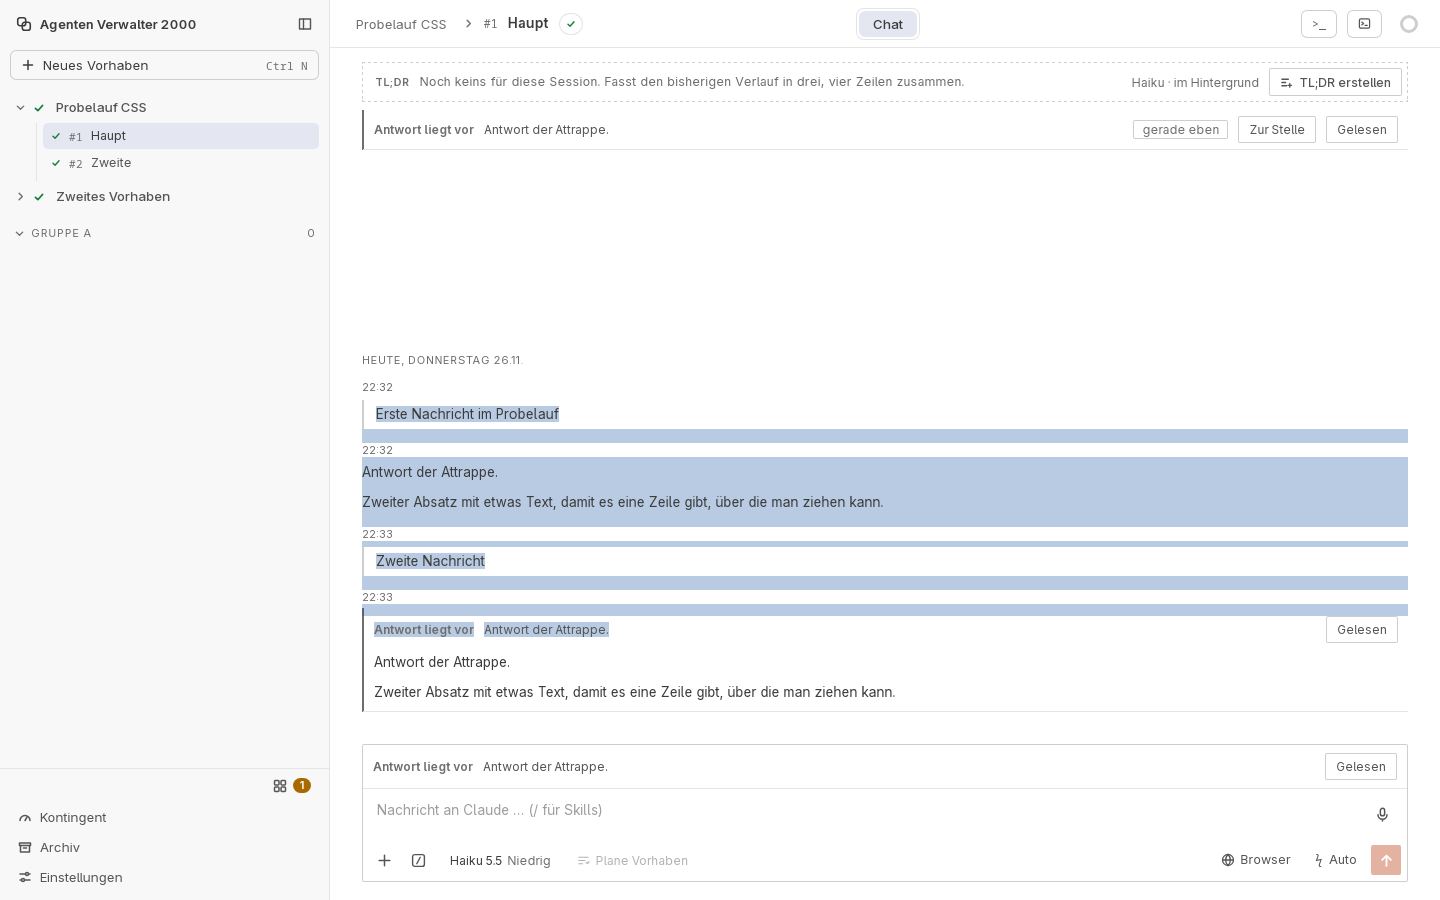 Agenten Verwalter 2000
Neues Vorhaben Ctrl N
Probelauf CSS
#1 Haupt
#2 Zweite
Zweites Vorhaben
GRUPPE A 0
1
Kontingent
Archiv
Einstellungen
Probelauf CSS #1 Haupt Chat >_
TL;DR Noch keins für diese Session. Fasst den bisherigen Verlauf in drei, vier Zeilen zusammen. Haiku · im Hintergrund TL;DR erstellen
Antwort liegt vor Antwort der Attrappe. gerade eben Zur Stelle Gelesen
HEUTE, DONNERSTAG 26.11.
22:32
Erste Nachricht im Probelauf
22:32
Antwort der Attrappe.
Zweiter Absatz mit etwas Text, damit es eine Zeile gibt, über die man ziehen kann.
22:33
Zweite Nachricht
22:33
Antwort liegt vor Antwort der Attrappe. Gelesen
Antwort der Attrappe.
Zweiter Absatz mit etwas Text, damit es eine Zeile gibt, über die man ziehen kann.
Antwort liegt vor Antwort der Attrappe. Gelesen
Nachricht an Claude … (/ für Skills)
Haiku 5.5 Niedrig Plane Vorhaben Browser Auto